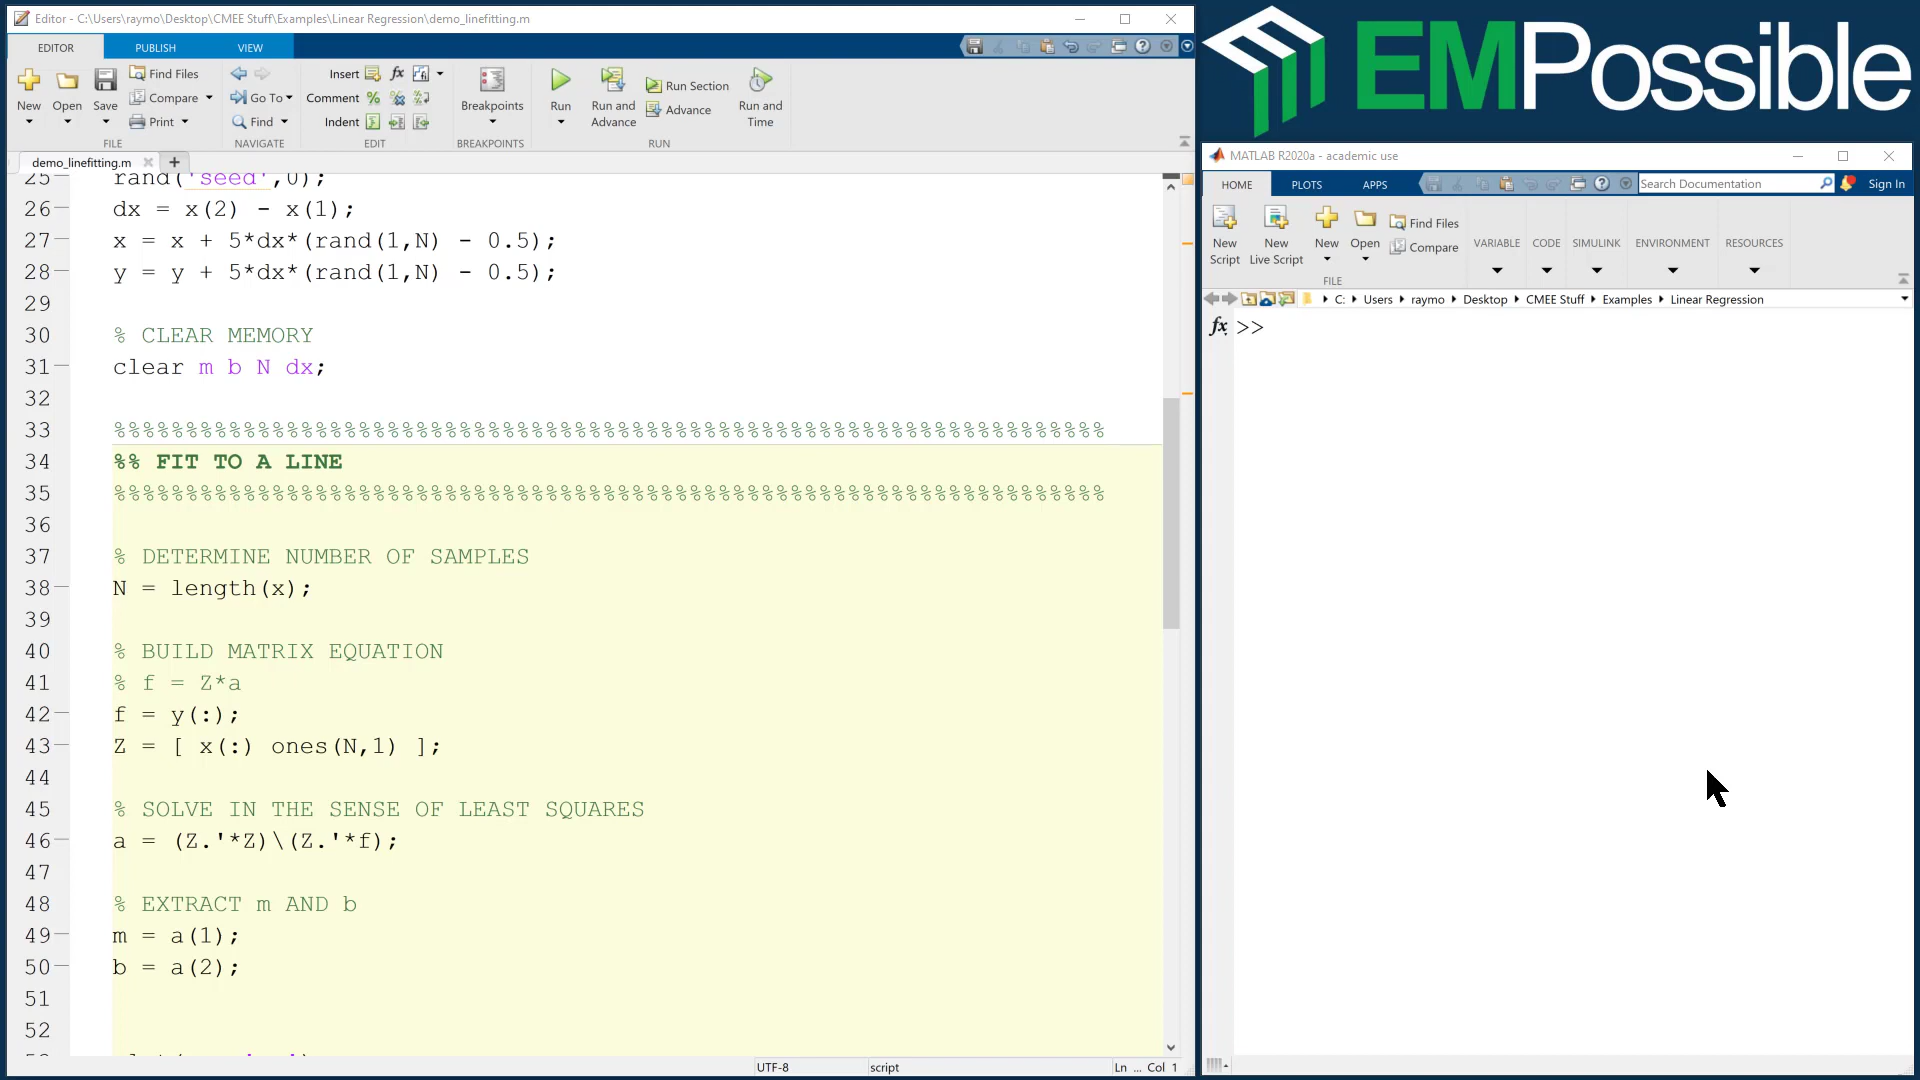 Editor - C:\Users\raymo\Desktop\CMEE Stuff\Examples\Linear Regression\demo_linefitting.m
EDITOR PUBLISH VIEW
New Open Save Find Files Compare Print
FILE
Go To Find
NAVIGATE
Insert Comment Indent
EDIT
Breakpoints
BREAKPOINTS
Run Run and Advance Run Section Advance Run and Time
RUN
demo_linefitting.m
25 rand('seed',0);
26 dx = x(2) - x(1);
27 x = x + 5*dx*(rand(1,N) - 0.5);
28 y = y + 5*dx*(rand(1,N) - 0.5);
29
30 % CLEAR MEMORY
31 clear m b N dx;
32
33 %%%%%%%%%%%%%%%%%%%%%%%%%%%%%%%%%%%%%%%%%%%%%%%%%%%%%%%%%%%%%%%%%%%%%%%
34 %% FIT TO A LINE
35 %%%%%%%%%%%%%%%%%%%%%%%%%%%%%%%%%%%%%%%%%%%%%%%%%%%%%%%%%%%%%%%%%%%%%%%
36
37 % DETERMINE NUMBER OF SAMPLES
38 N = length(x);
39
40 % BUILD MATRIX EQUATION
41 % f = Z*a
42 f = y(:);
43 Z = [ x(:) ones(N,1) ];
44
45 % SOLVE IN THE SENSE OF LEAST SQUARES
46 a = (Z.'*Z)\(Z.'*f);
47
48 % EXTRACT m AND b
49 m = a(1);
50 b = a(2);
51
52
UTF-8 script Ln ... Col 1
EMPossible
MATLAB R2020a - academic use
HOME PLOTS APPS Search Documentation Sign In
New Script New Live Script New Open Find Files Compare
FILE
VARIABLE CODE SIMULINK ENVIRONMENT RESOURCES
C: Users raymo Desktop CMEE Stuff Examples Linear Regression
fx >>